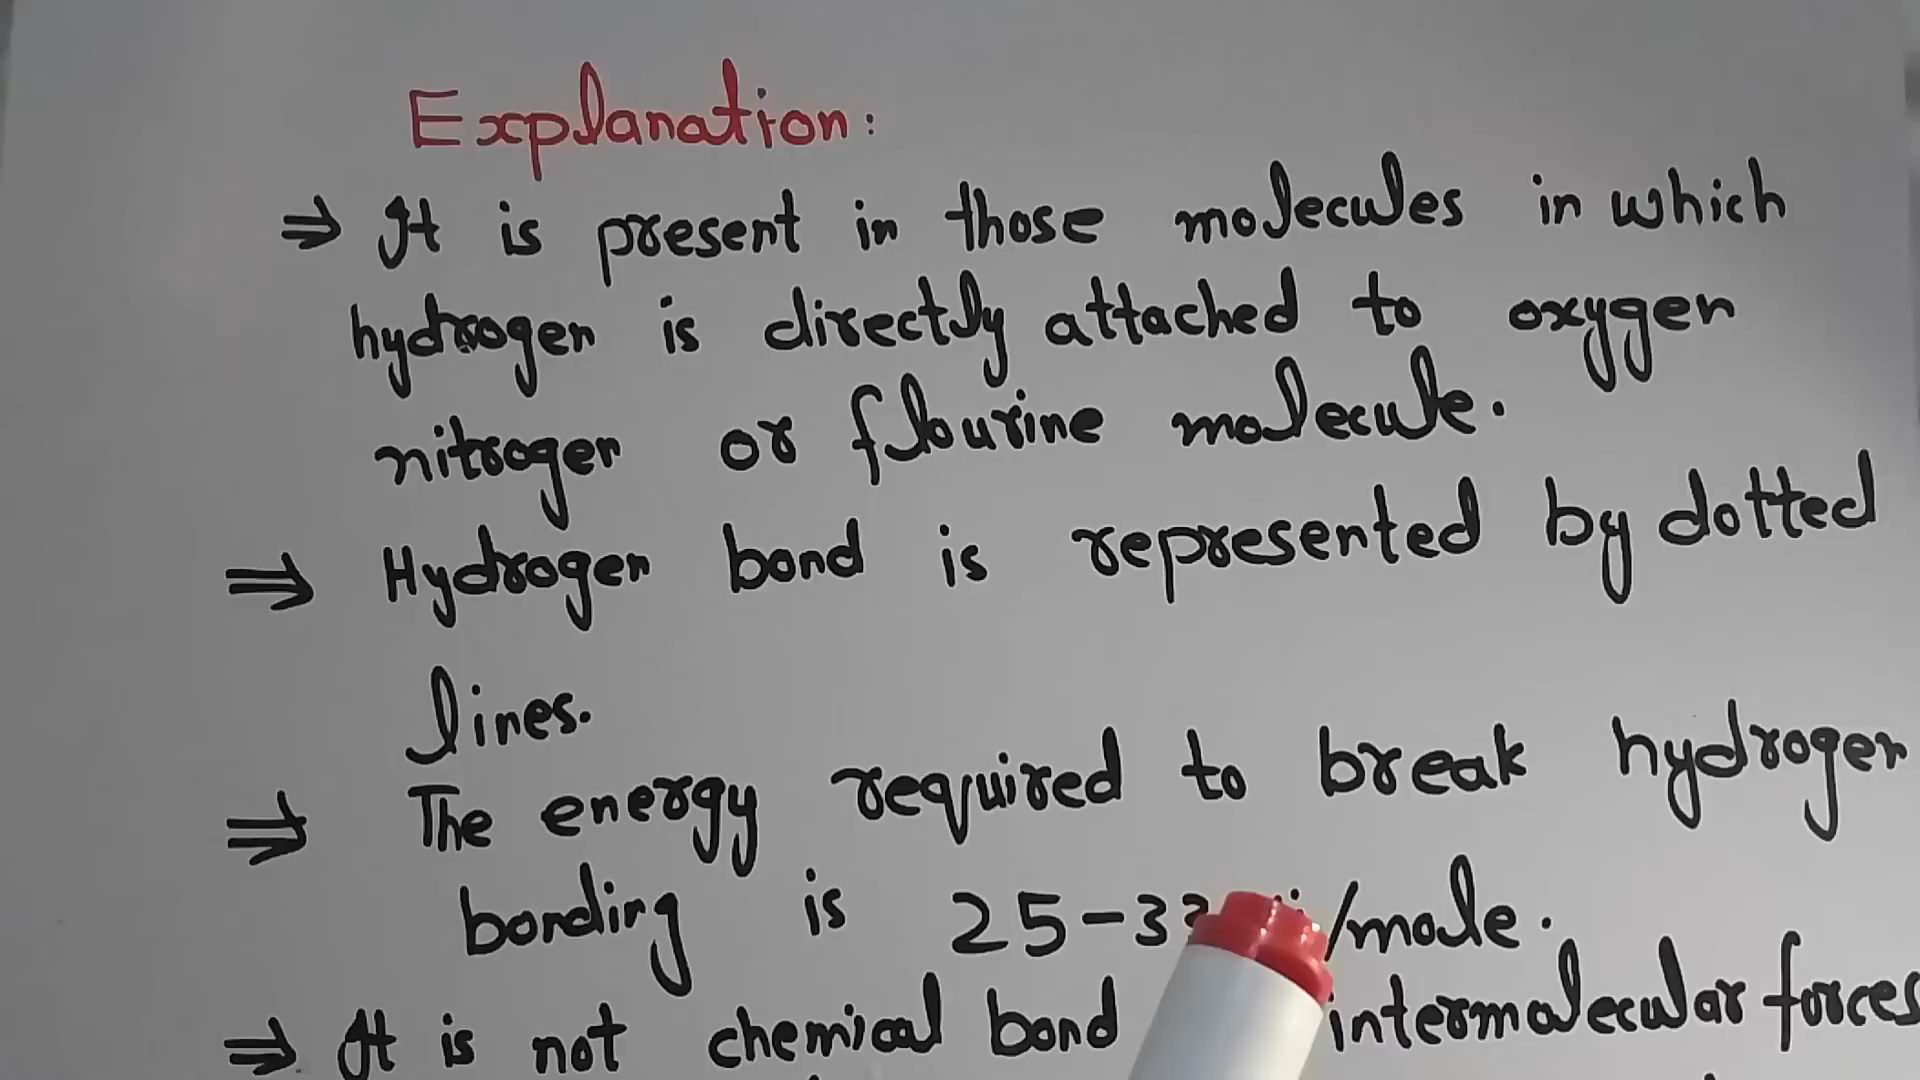 Explanation:
⇒ It is present in those molecules in which
hydrogen is directly attached to oxygen
nitrogen or flourine molecule.
⇒ Hydrogen bond is represented by dotted
lines.
⇒ The energy required to break hydrogen
bonding is 25-33 /mole.
⇒ It is not chemical bond intermolecular forces